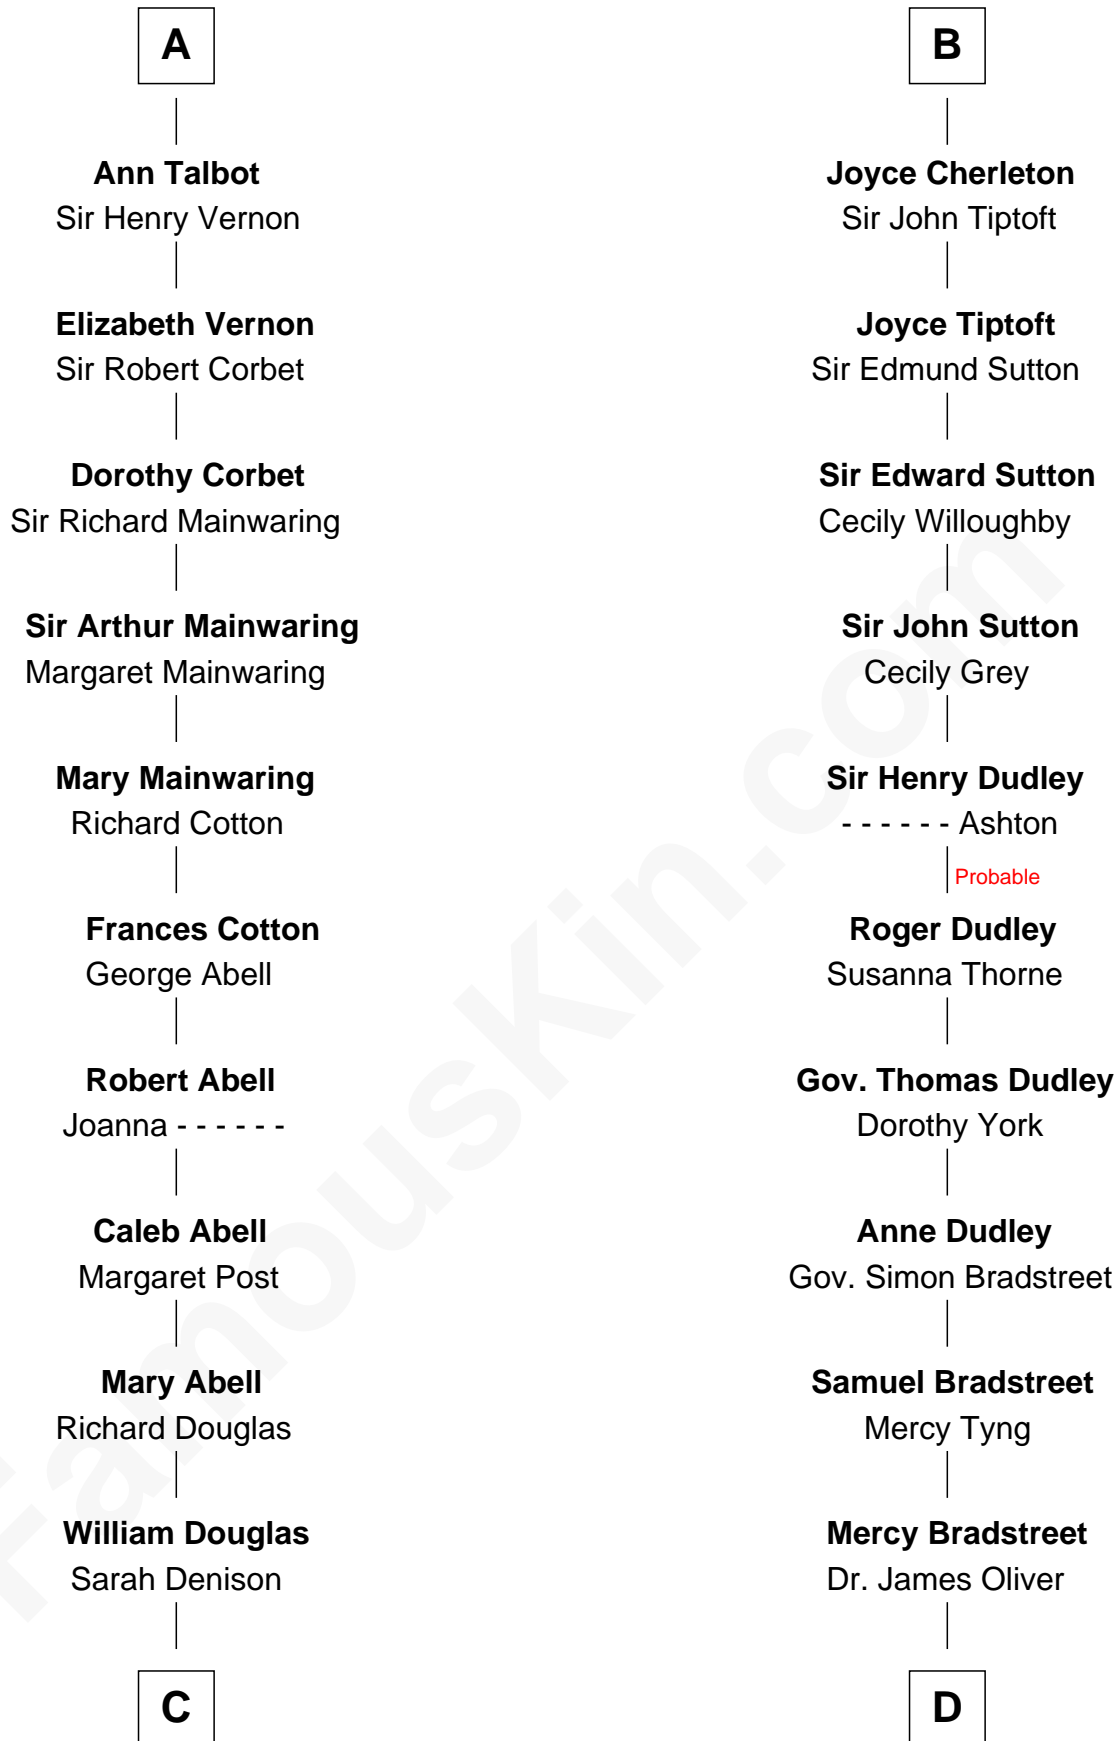 A
Ann Talbot
Sir Henry Vernon
Elizabeth Vernon
Sir Robert Corbet
Dorothy Corbet
Sir Richard Mainwaring
Sir Arthur Mainwaring
Margaret Mainwaring
Mary Mainwaring
Richard Cotton
Frances Cotton
George Abell
Robert Abell
Joanna - - - - - -
Caleb Abell
Margaret Post
Mary Abell
Richard Douglas
William Douglas
Sarah Denison
C
B
Joyce Cherleton
Sir John Tiptoft
Joyce Tiptoft
Sir Edmund Sutton
Sir Edward Sutton
Cecily Willoughby
Sir John Sutton
Cecily Grey
Sir Henry Dudley
- - - - - - Ashton
Probable
Roger Dudley
Susanna Thorne
Gov. Thomas Dudley
Dorothy York
Anne Dudley
Gov. Simon Bradstreet
Samuel Bradstreet
Mercy Tyng
Mercy Bradstreet
Dr. James Oliver
D
FamousKin.com